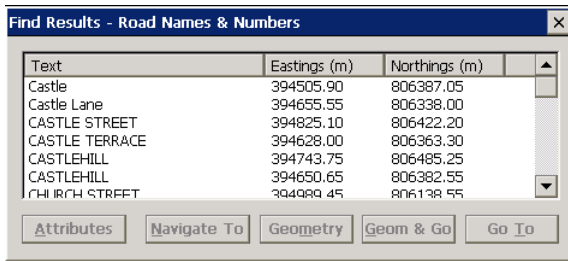 Find Results - Road Names & Numbers
Text Eastings (m) Northings (m)
Castle 394505.90 806387.05
Castle Lane 394655.55 806338.00
CASTLE STREET 394825.10 806422.20
CASTLE TERRACE 394628.00 806363.30
CASTLEHILL 394743.75 806485.25
CASTLEHILL 394650.65 806382.55
CHURCH STREET 394989.45 806138.55
Attributes Navigate To Geometry Geom & Go Go To